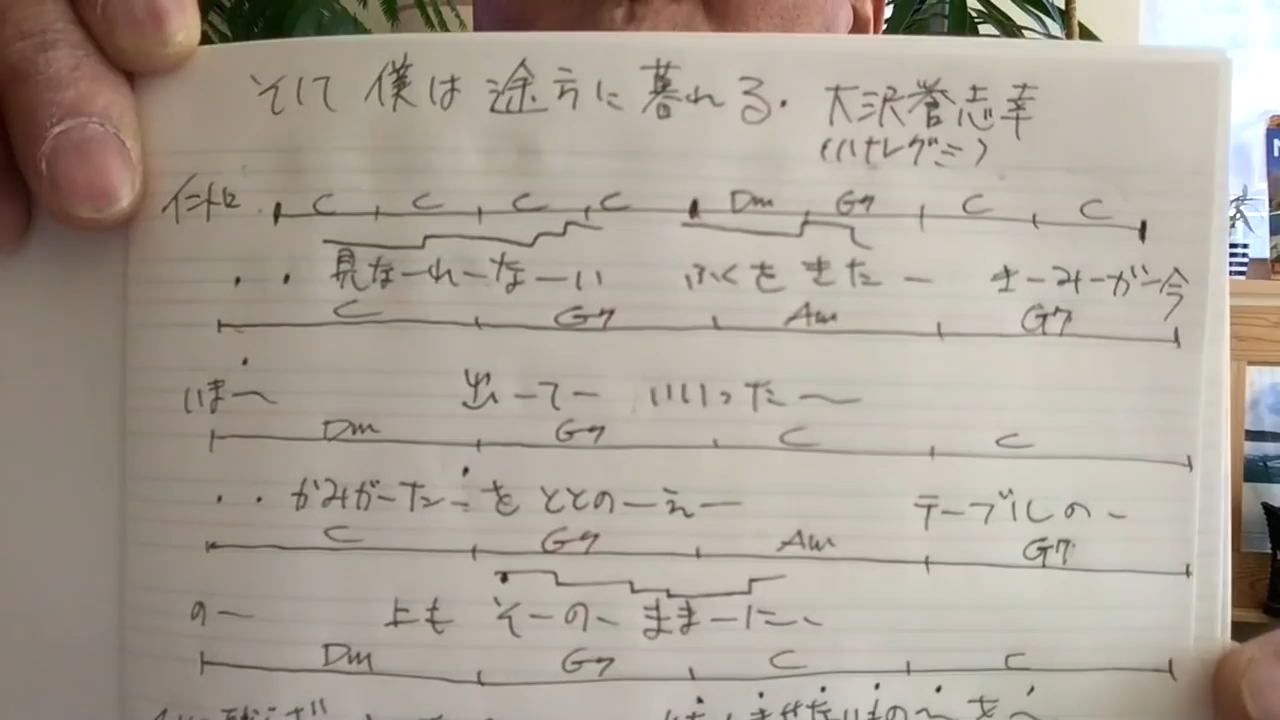 そして僕は途方に暮れる. 大沢誉志幸
(ハナレグミ)
イントロ C C C C Dm G7 C C
・・見なーれーなーい ふくを きたー きーみーが今
C G7 Am G7
いま〜 出ーてー いいった〜
Dm G7 C C
・・かみがーたーを ととのーえー テーブルのー
C G7 Am G7
のー 上も そーのーままーにー
Dm G7 C C